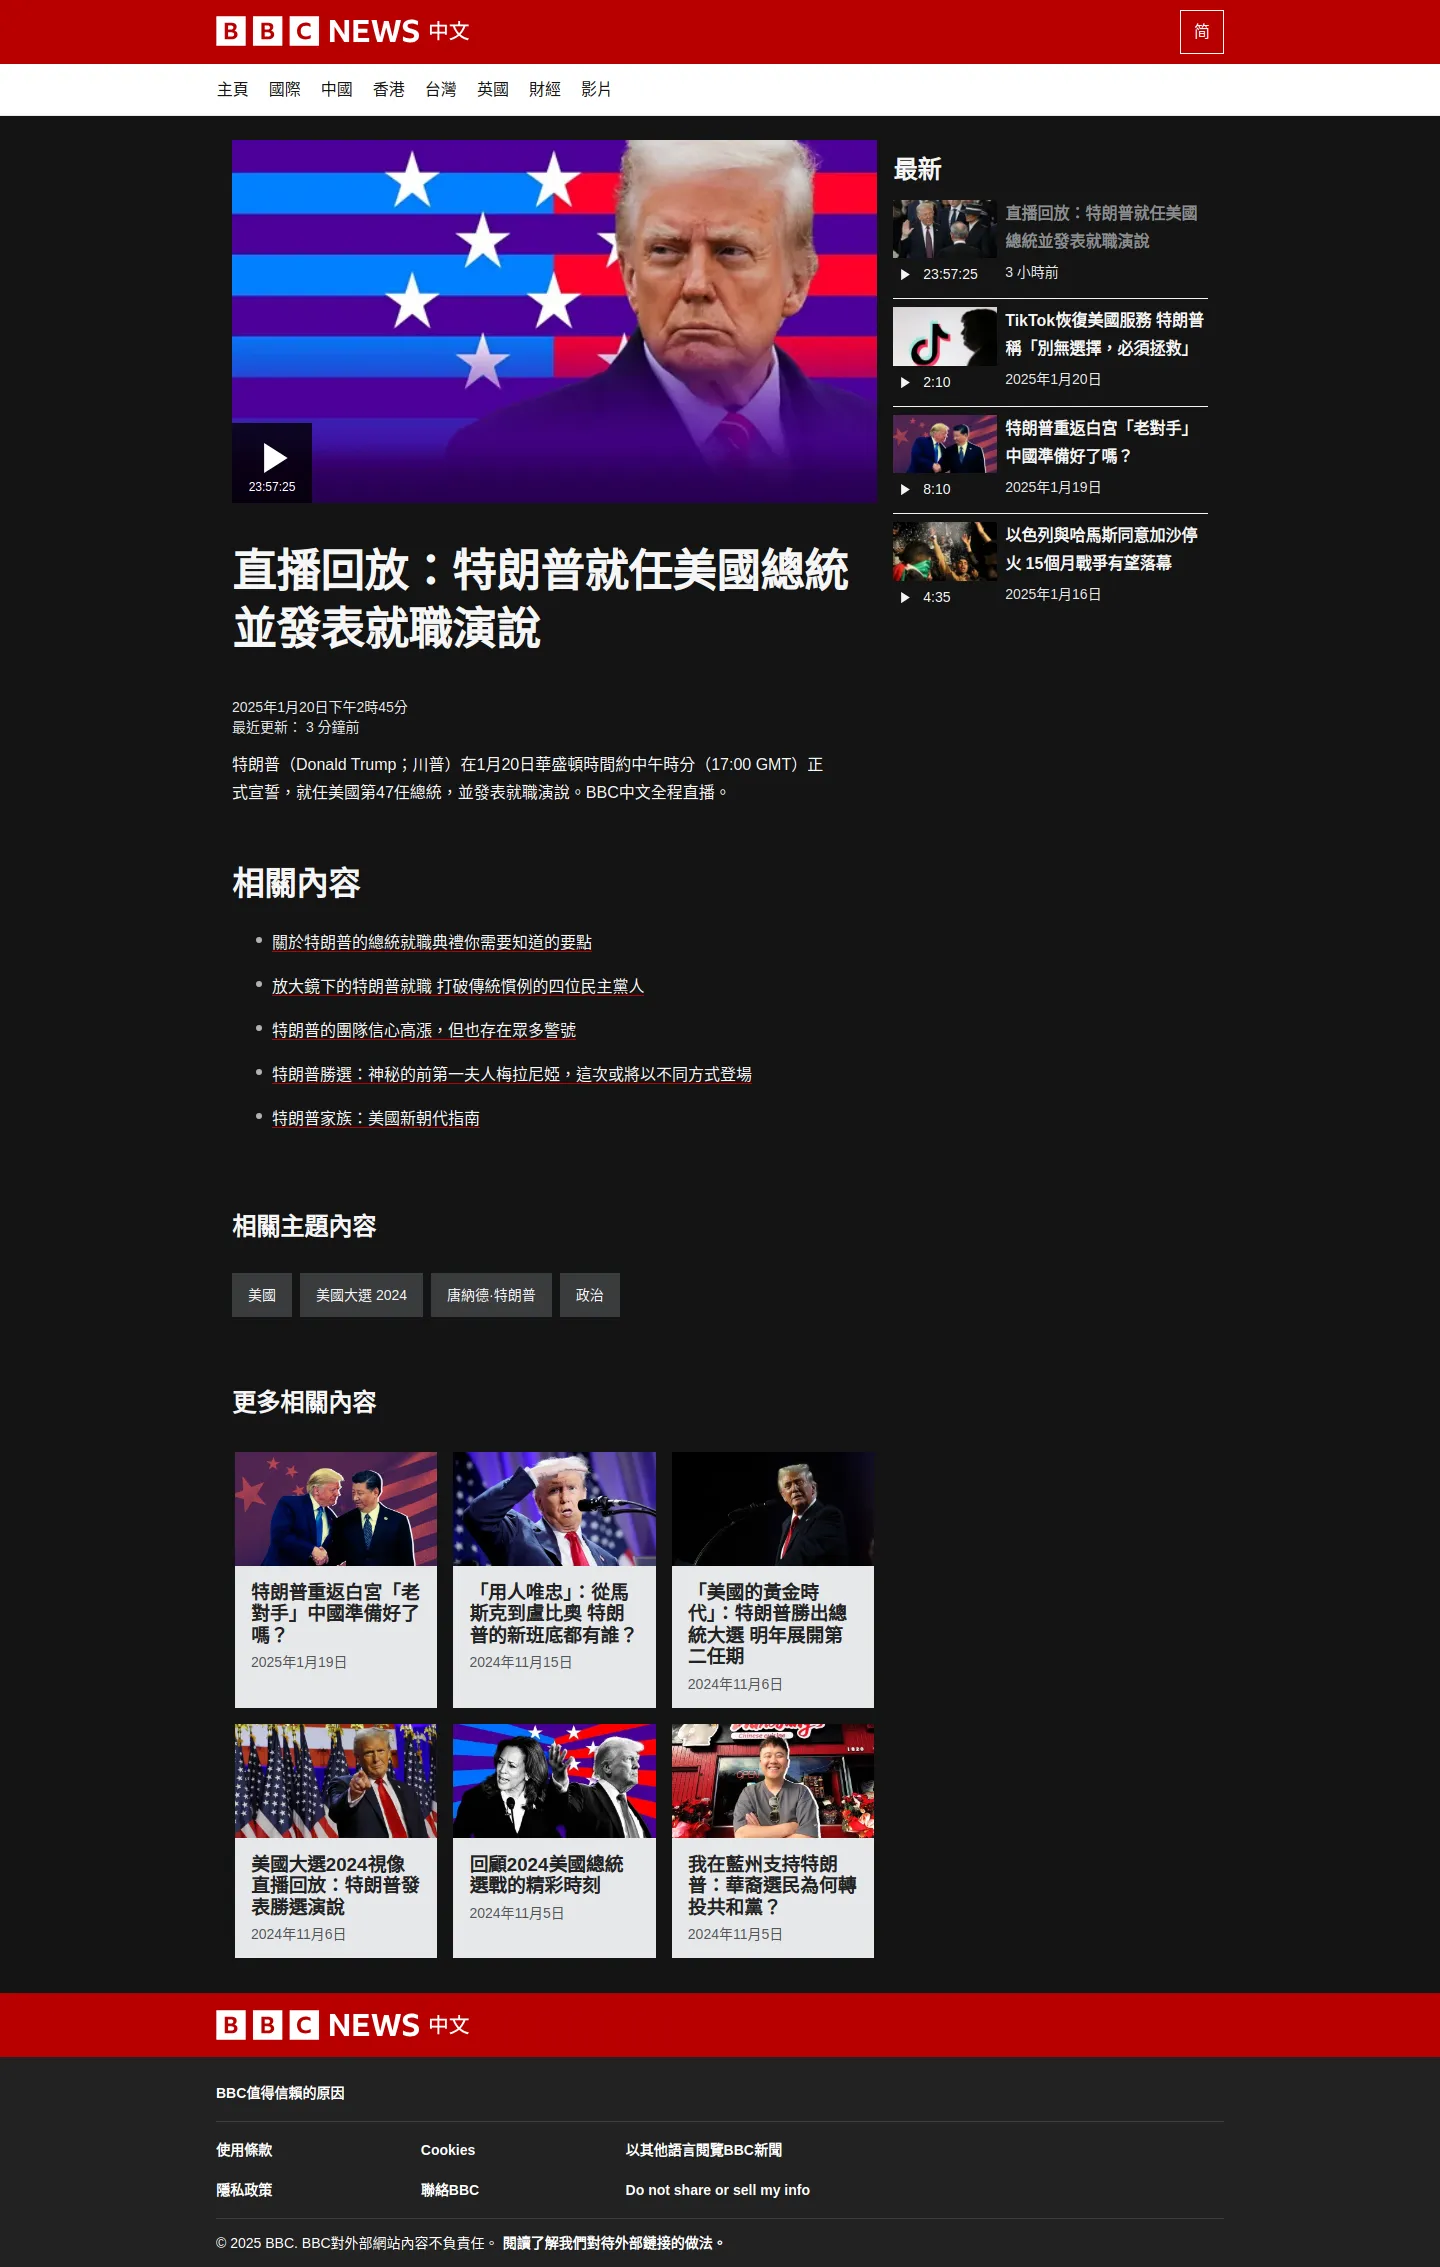 BBC NEWS 中文
简
主頁 國際 中國 香港 台灣 英國 財經 影片
23:57:25
直播回放：特朗普就任美國總統
並發表就職演說
2025年1月20日下午2時45分
最近更新： 3 分鐘前
特朗普（Donald Trump；川普）在1月20日華盛頓時間約中午時分（17:00 GMT）正
式宣誓，就任美國第47任總統，並發表就職演說。BBC中文全程直播。
相關內容
關於特朗普的總統就職典禮你需要知道的要點
放大鏡下的特朗普就職 打破傳統慣例的四位民主黨人
特朗普的團隊信心高漲，但也存在眾多警號
特朗普勝選：神秘的前第一夫人梅拉尼婭，這次或將以不同方式登場
特朗普家族：美國新朝代指南
相關主題內容
美國 美國大選 2024 唐納德·特朗普 政治
更多相關內容
特朗普重返白宮「老
對手」中國準備好了
嗎？
2025年1月19日
「用人唯忠」：從馬
斯克到盧比奧 特朗
普的新班底都有誰？
2024年11月15日
「美國的黃金時
代」：特朗普勝出總
統大選 明年展開第
二任期
2024年11月6日
美國大選2024視像
直播回放：特朗普發
表勝選演說
2024年11月6日
回顧2024美國總統
選戰的精彩時刻
2024年11月5日
我在藍州支持特朗
普：華裔選民為何轉
投共和黨？
2024年11月5日
最新
直播回放：特朗普就任美國
總統並發表就職演說
23:57:25
3 小時前
TikTok恢復美國服務 特朗普
稱「別無選擇，必須拯救」
2:10
2025年1月20日
特朗普重返白宮「老對手」
中國準備好了嗎？
8:10
2025年1月19日
以色列與哈馬斯同意加沙停
火 15個月戰爭有望落幕
4:35
2025年1月16日
BBC NEWS 中文
BBC值得信賴的原因
使用條款 Cookies 以其他語言閱覽BBC新聞
隱私政策 聯絡BBC Do not share or sell my info
© 2025 BBC. BBC對外部網站內容不負責任。 閱讀了解我們對待外部鏈接的做法。